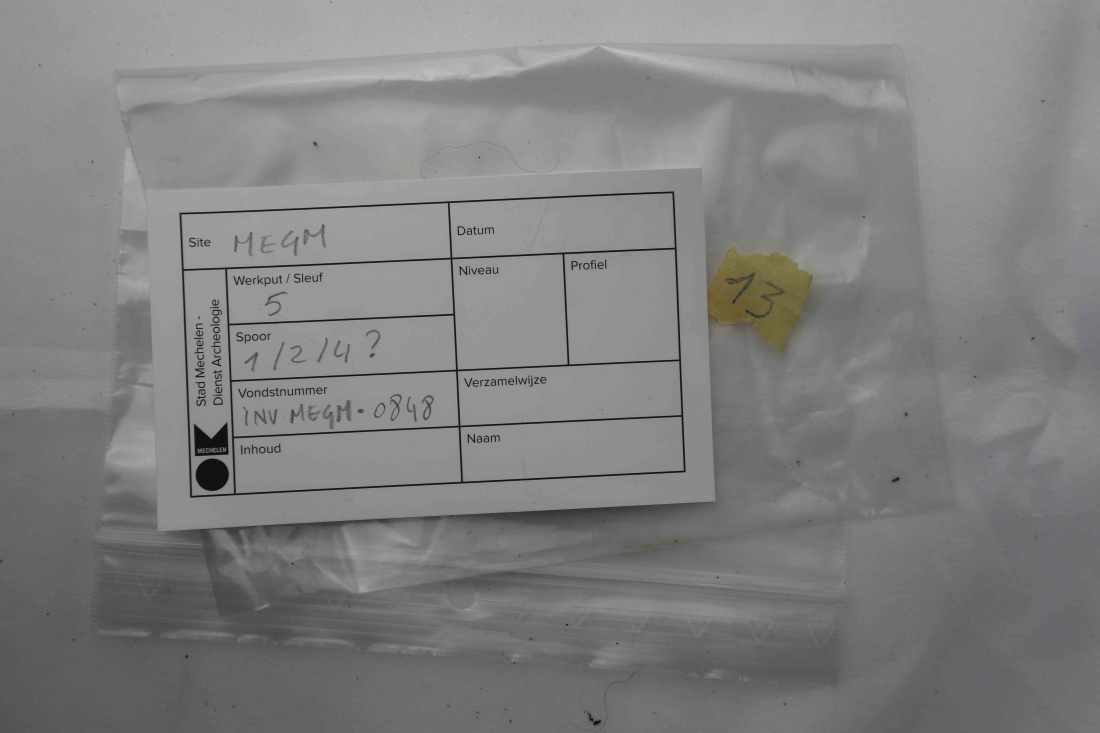 Site MEGM
Datum
Stad Mechelen -
Dienst Archeologie
MECHELEN
Werkput / Sleuf
5
Niveau
Profiel
Spoor
1/2/4?
Vondstnummer
INV MEGM-0848
Verzamelwijze
Inhoud
Naam
13